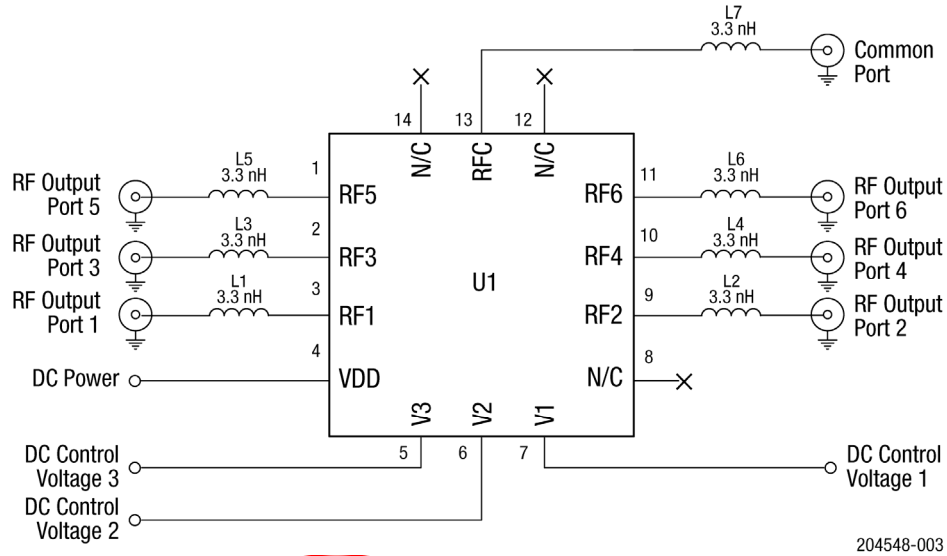 L7
3.3 nH
Common
Port
14
13
12
N/C
RFC
N/C
RF Output
Port 5
L5
3.3 nH
1
RF5
RF6
11
L6
3.3 nH
RF Output
Port 6
RF Output
Port 3
L3
3.3 nH
2
RF3
RF4
10
L4
3.3 nH
RF Output
Port 4
U1
RF Output
Port 1
L1
3.3 nH
3
RF1
RF2
9
L2
3.3 nH
RF Output
Port 2
DC Power
4
VDD
N/C
8
V3
V2
V1
5
6
7
DC Control
Voltage 3
DC Control
Voltage 1
DC Control
Voltage 2
204548-003